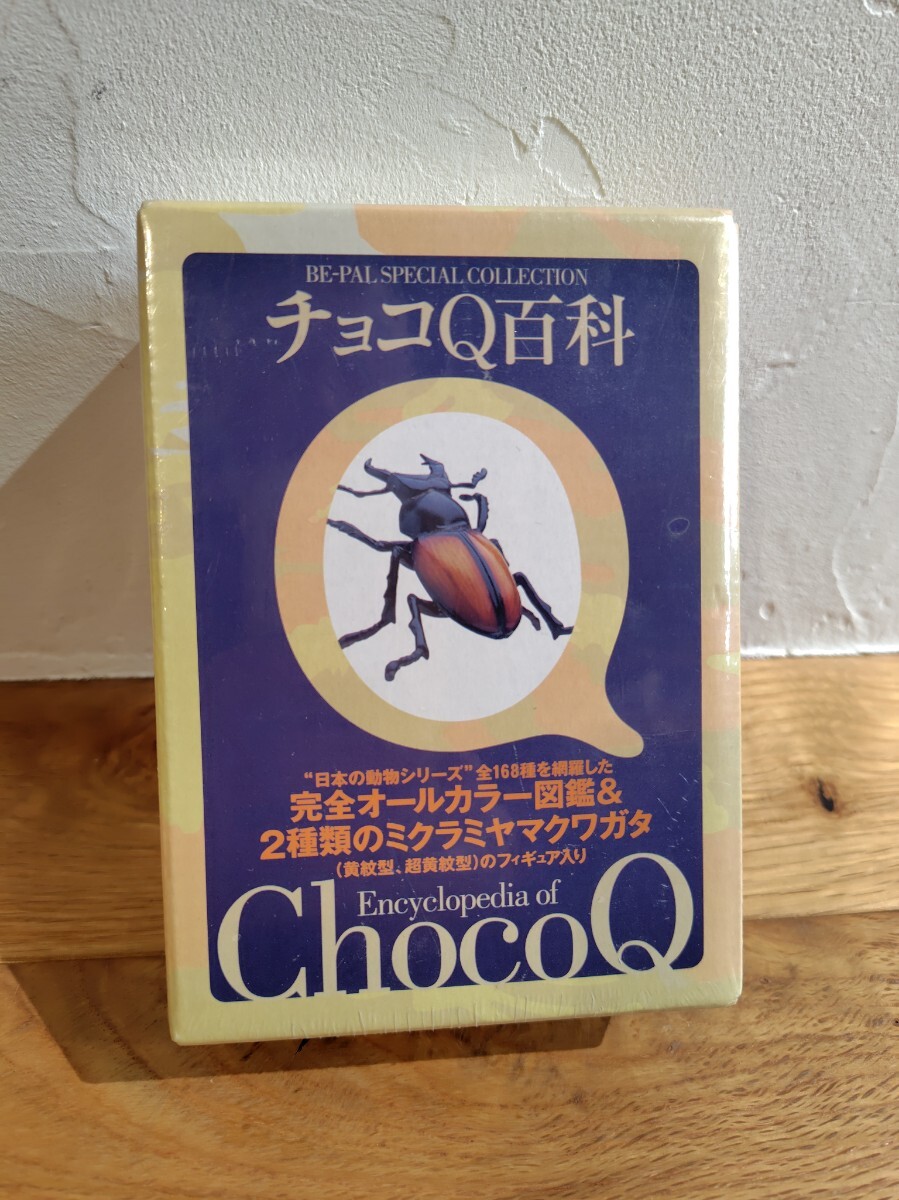 BE-PAL SPECIAL COLLECTION
チョコQ百科
“日本の動物シリーズ”全168種を網羅した
完全オールカラー図鑑&
2種類のミクラミヤマクワガタ
(黄紋型、超黄紋型)のフィギュア入り
Encyclopedia of
ChocoQ